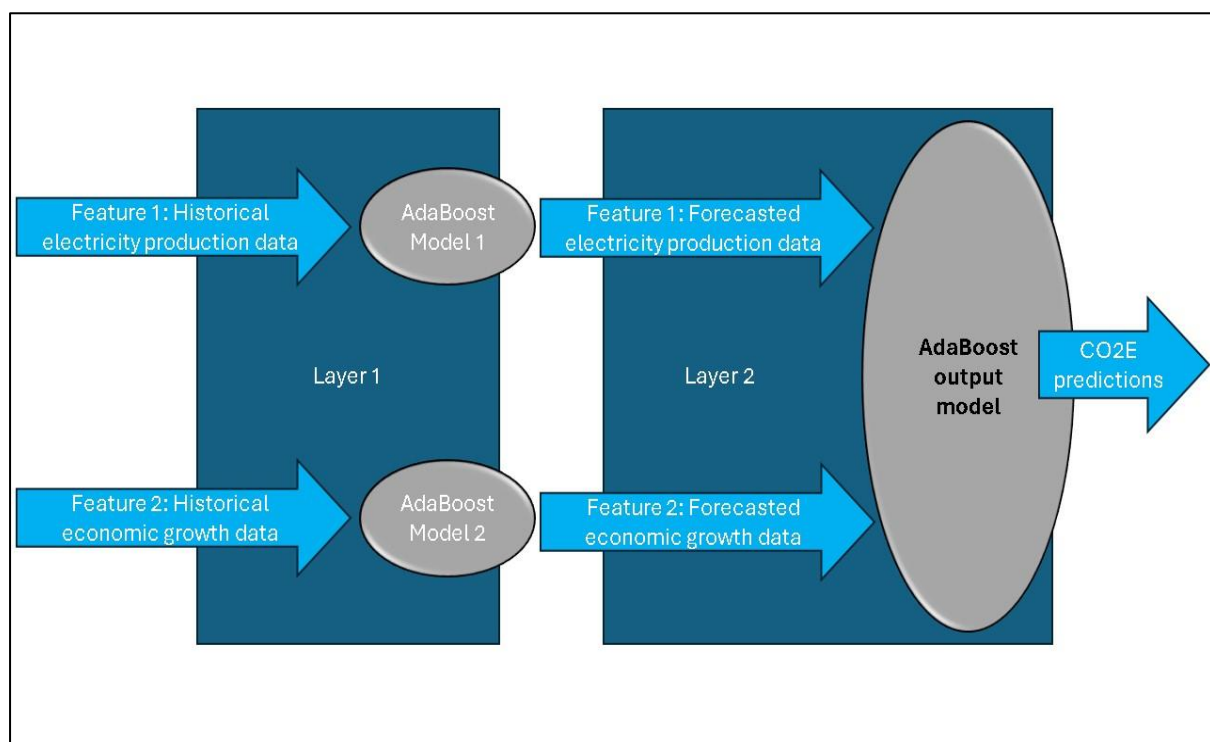 Feature 1: Historical
electricity production data
AdaBoost
Model 1
Feature 1: Forecasted
electricity production data
Layer 1
Layer 2
AdaBoost
output
model
CO2E
predictions
Feature 2: Historical
economic growth data
AdaBoost
Model 2
Feature 2: Forecasted
economic growth data